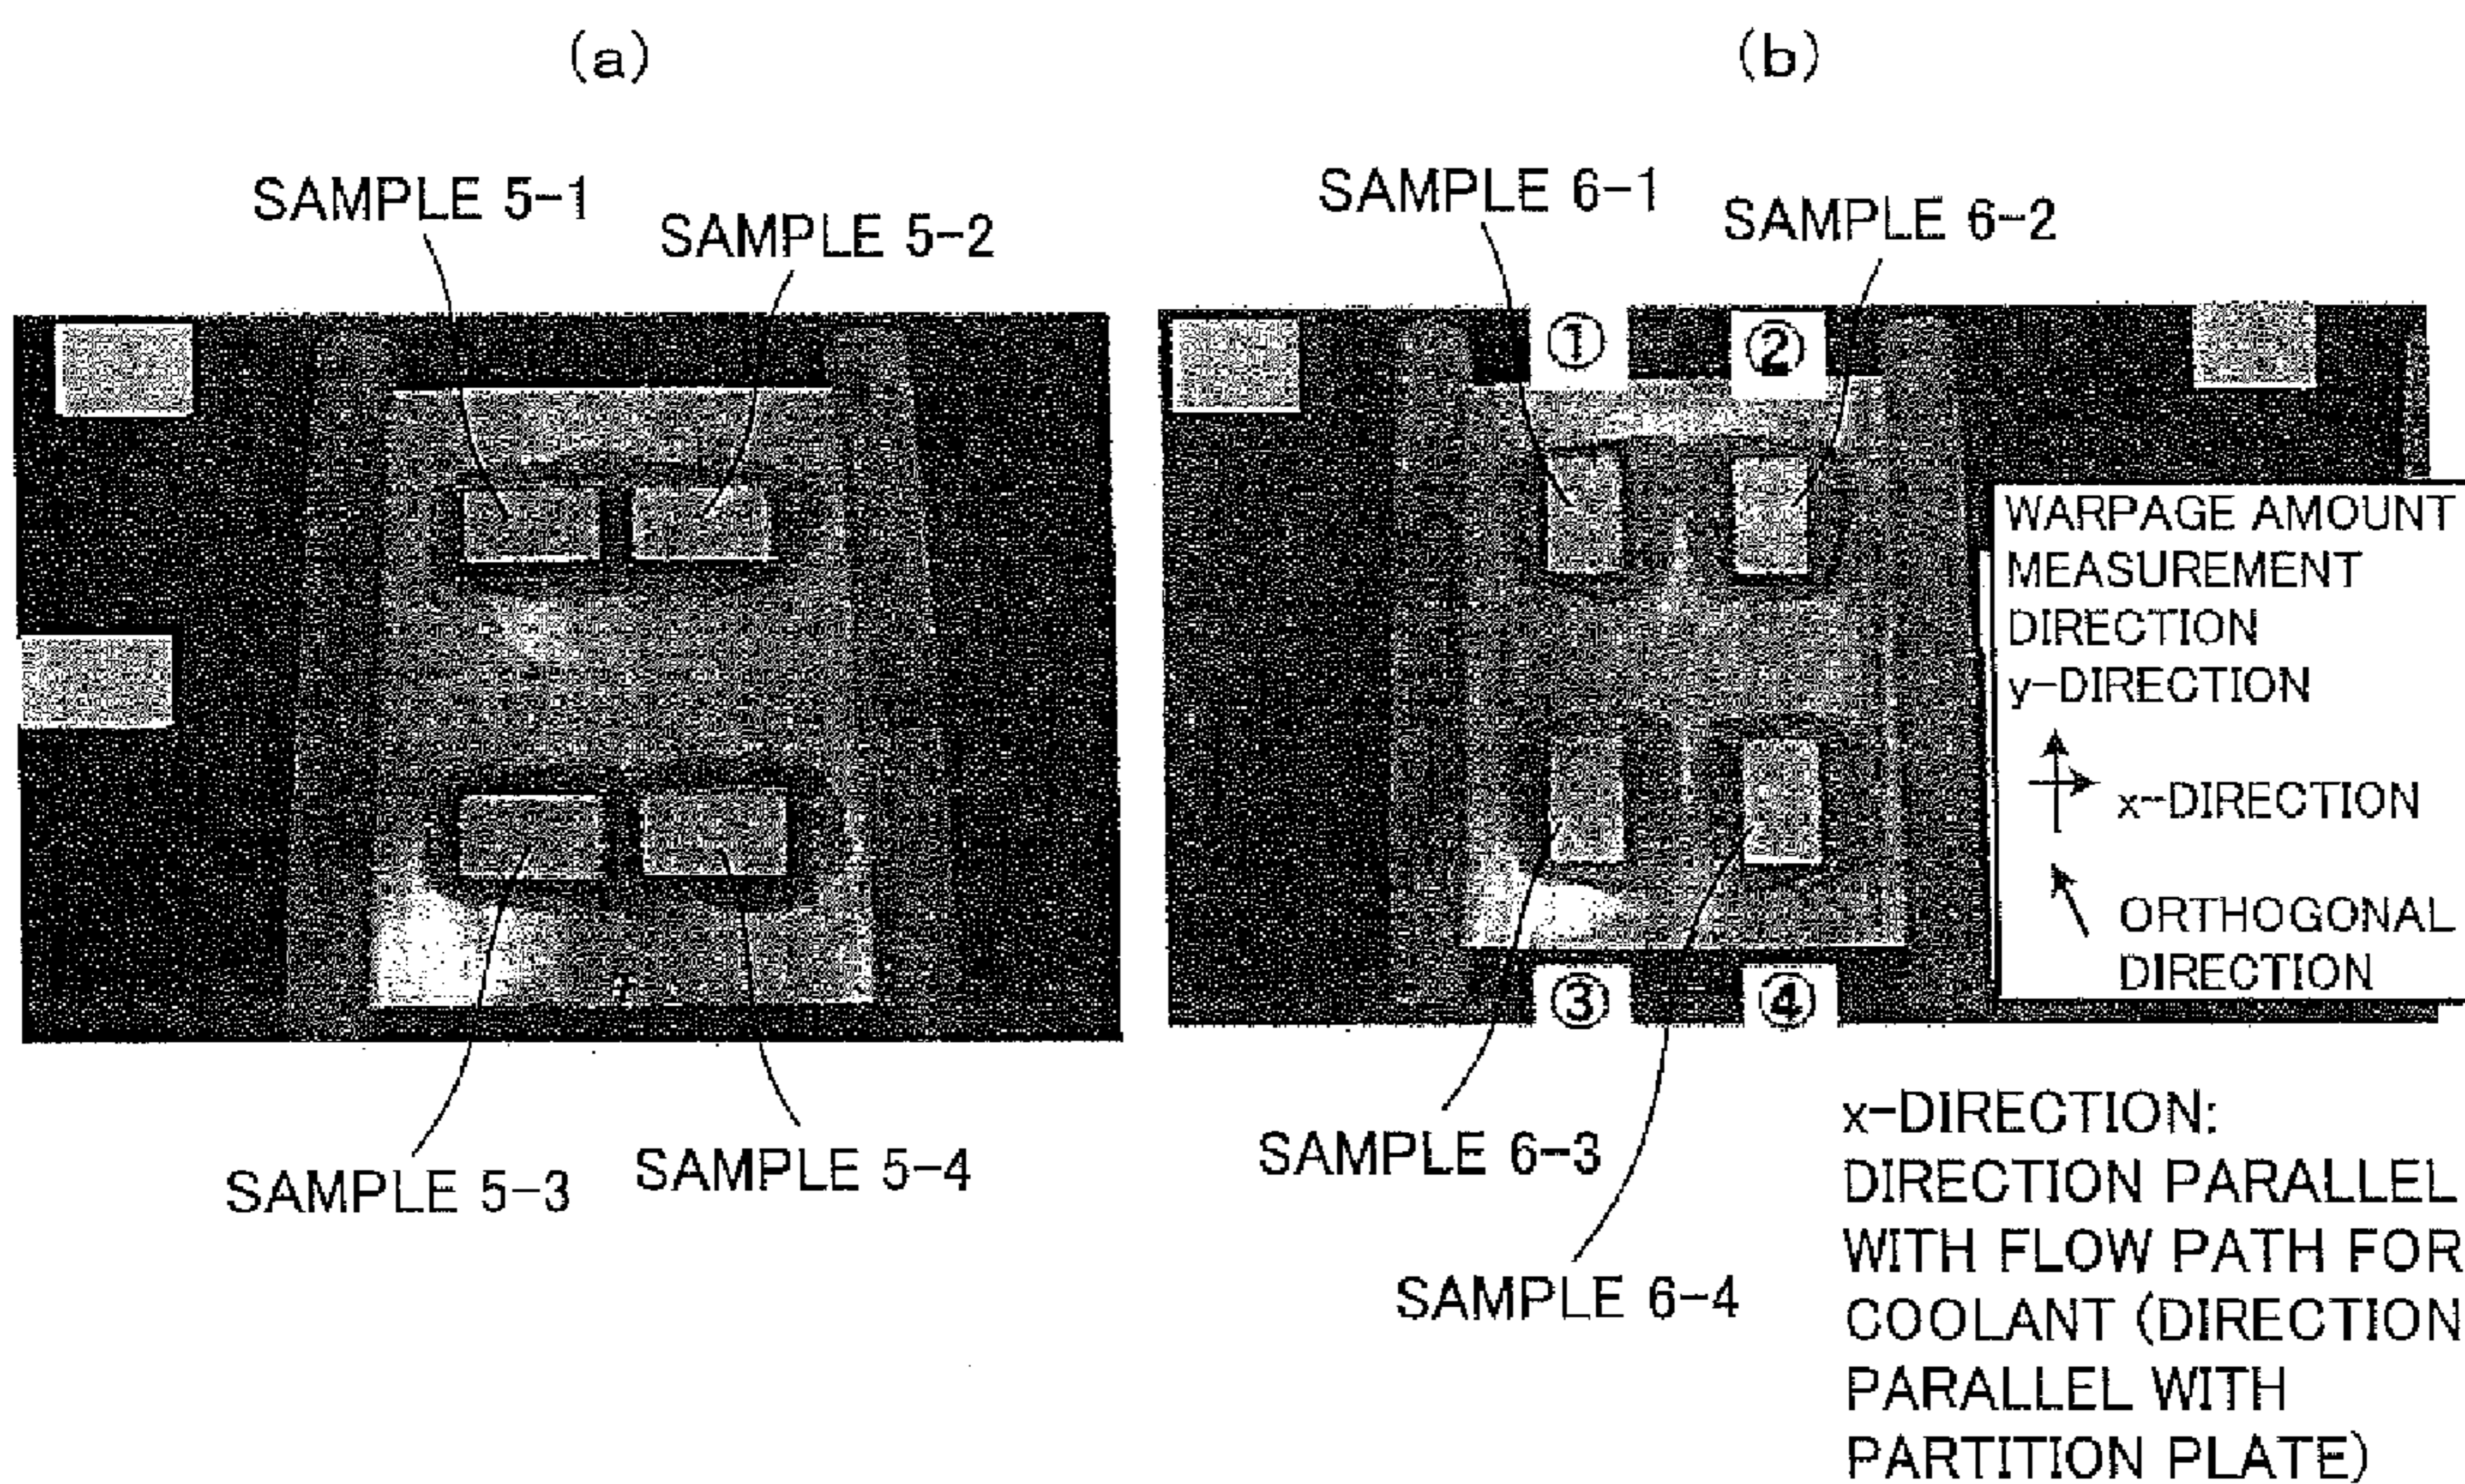 (a)
SAMPLE 5-1
SAMPLE 5-2
SAMPLE 5-3
SAMPLE 5-4
(b)
SAMPLE 6-1
SAMPLE 6-2
①
②
③
④
SAMPLE 6-3
SAMPLE 6-4
WARPAGE AMOUNT
MEASUREMENT
DIRECTION
y-DIRECTION
x-DIRECTION
ORTHOGONAL
DIRECTION
x-DIRECTION:
DIRECTION PARALLEL
WITH FLOW PATH FOR
COOLANT (DIRECTION
PARALLEL WITH
PARTITION PLATE)